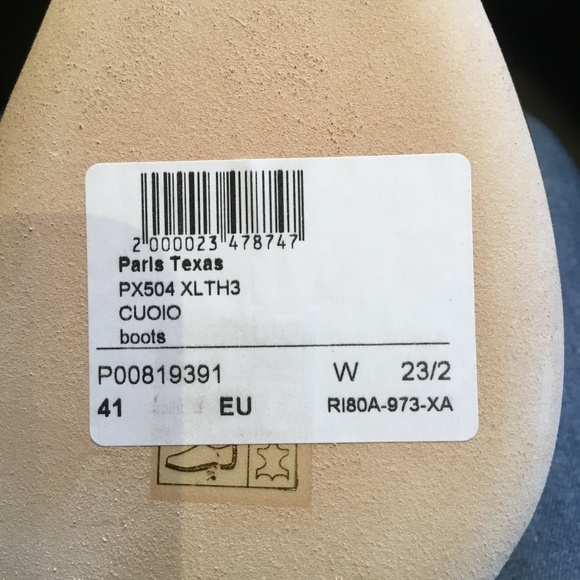 2 000023 478747
Paris Texas
PX504 XLTH3
CUOIO
boots
P00819391 W 23/2
41 EU RI80A-973-XA